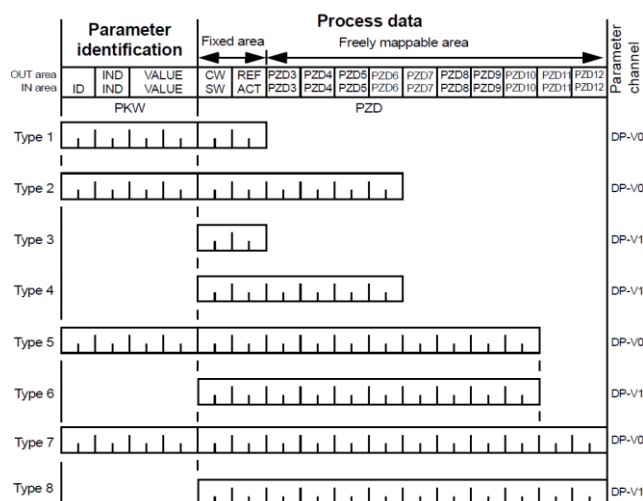 Parameter identification
Process data
Fixed area
Freely mappable area
Parameter channel
OUT area IND VALUE CW REF PZD3 PZD4 PZD5 PZD6 PZD7 PZD8 PZD9 PZD10 PZD11 PZD12
IN area ID IND VALUE SW ACT PZD3 PZD4 PZD5 PZD6 PZD7 PZD8 PZD9 PZD10 PZD11 PZD12
PKW PZD
Type 1 DP-V0
Type 2 DP-V0
Type 3 DP-V1
Type 4 DP-V1
Type 5 DP-V0
Type 6 DP-V1
Type 7 DP-V0
Type 8 DP-V1